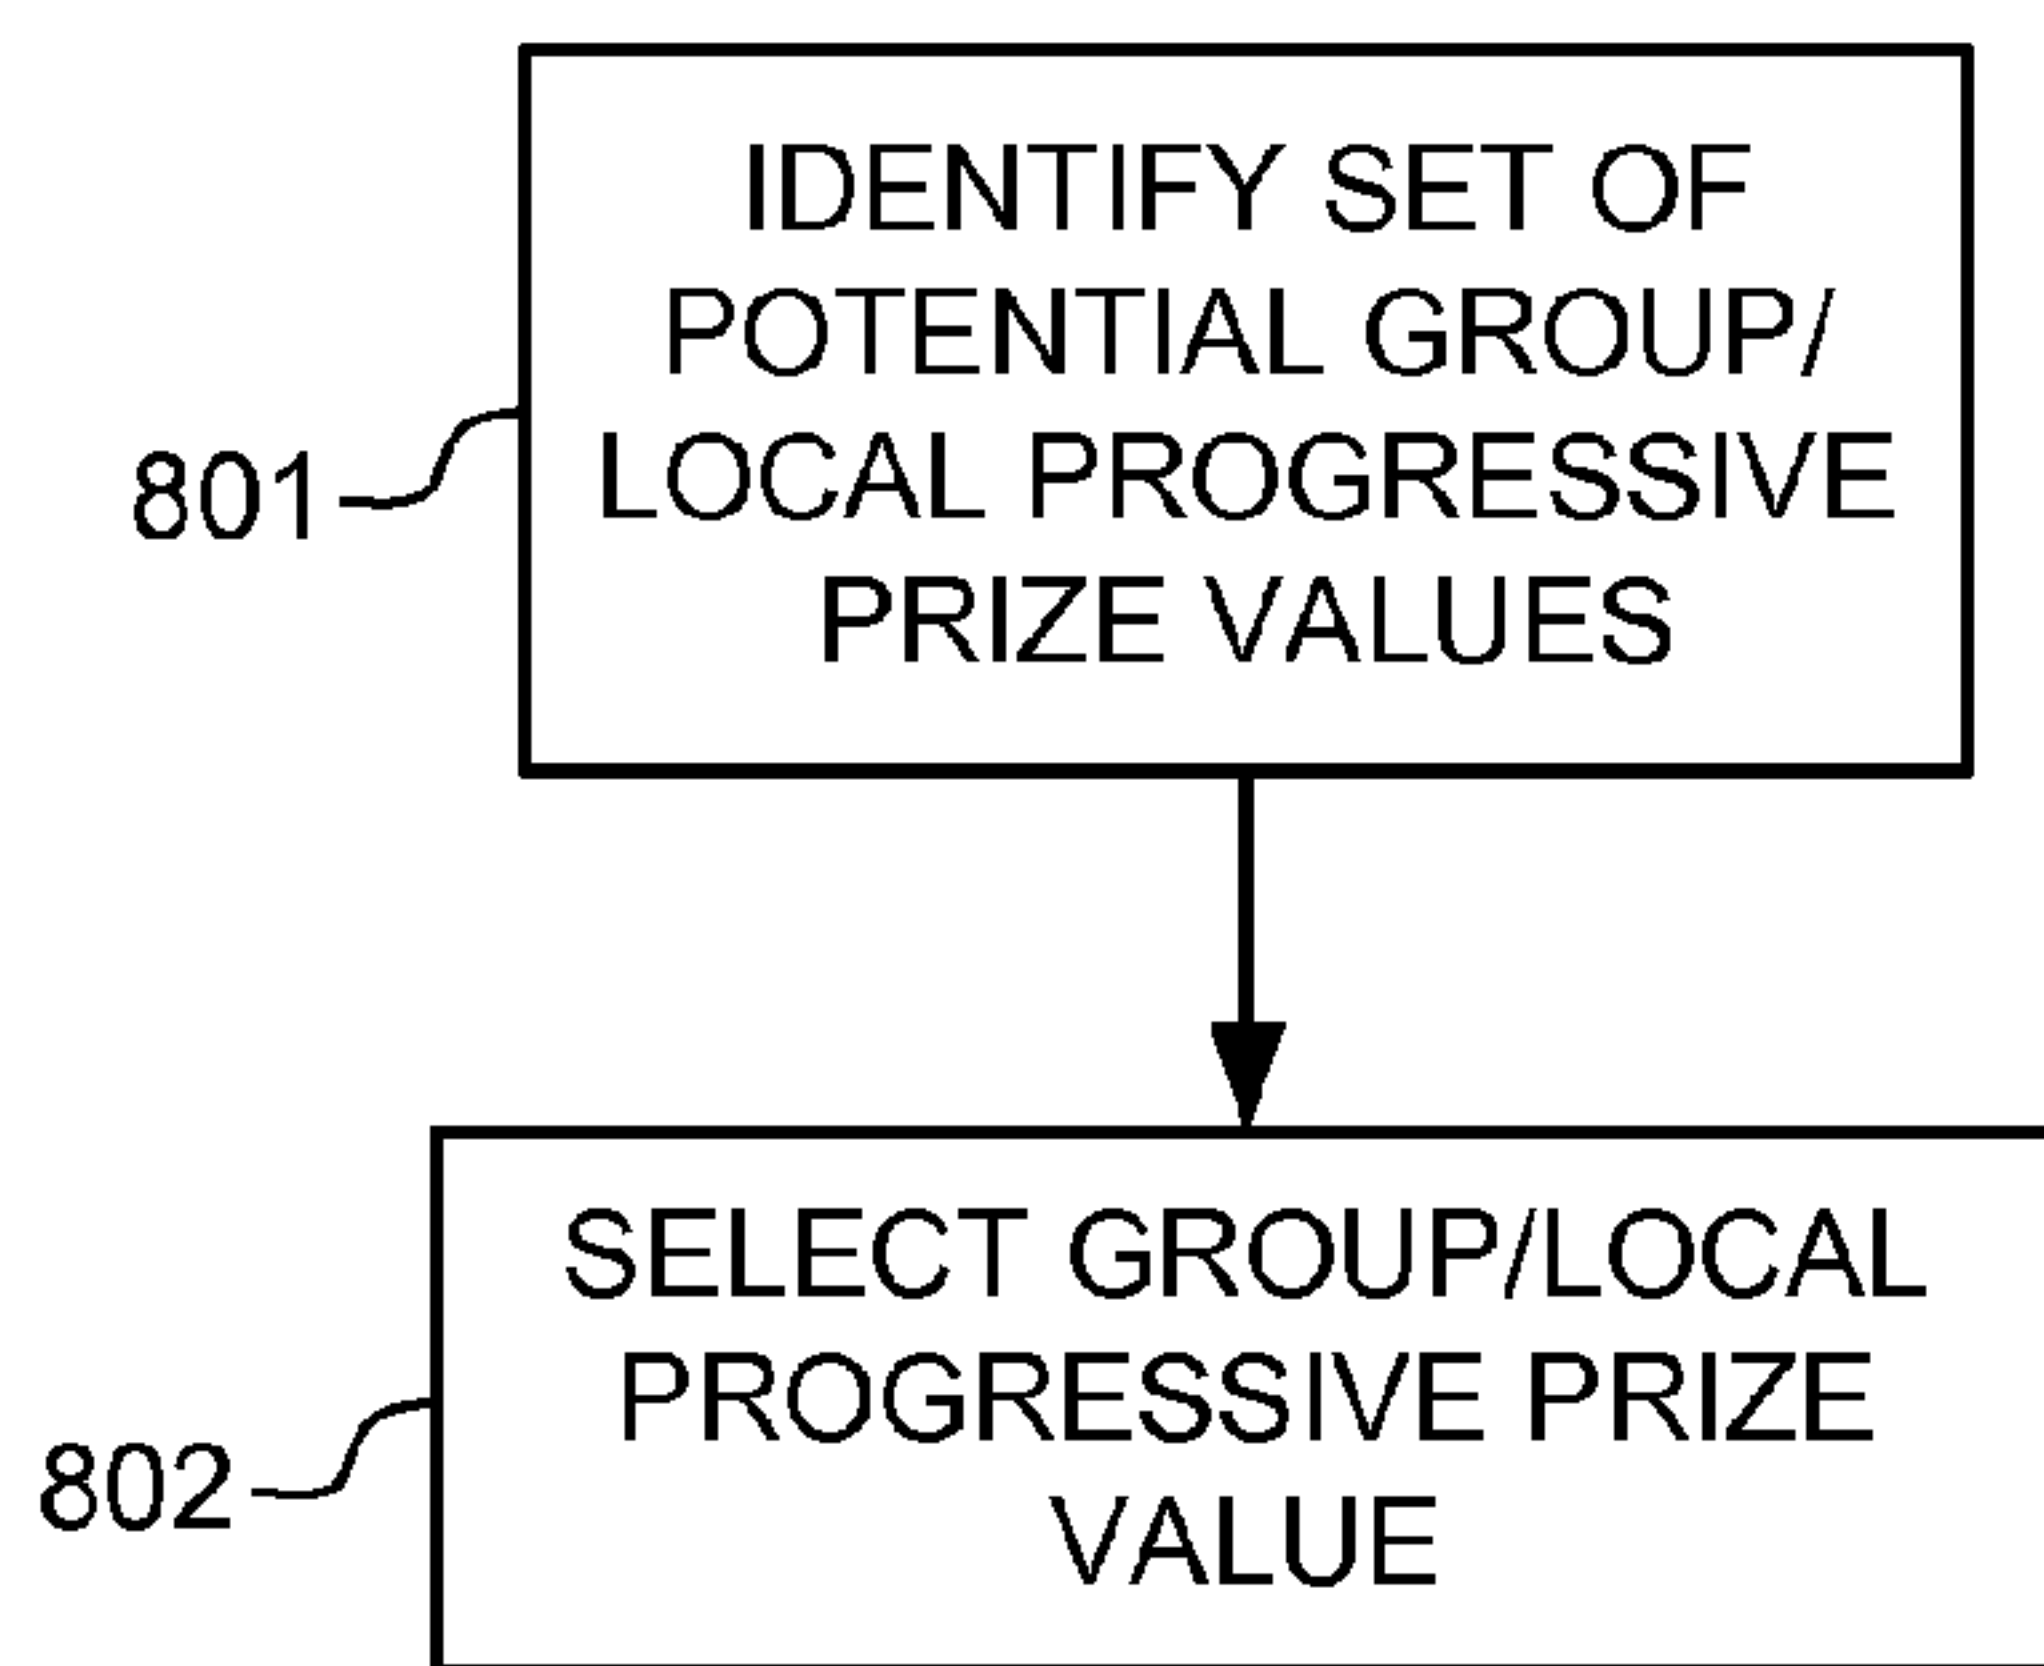 IDENTIFY SET OF
POTENTIAL GROUP/
LOCAL PROGRESSIVE
PRIZE VALUES
801
SELECT GROUP/LOCAL
PROGRESSIVE PRIZE
VALUE
802